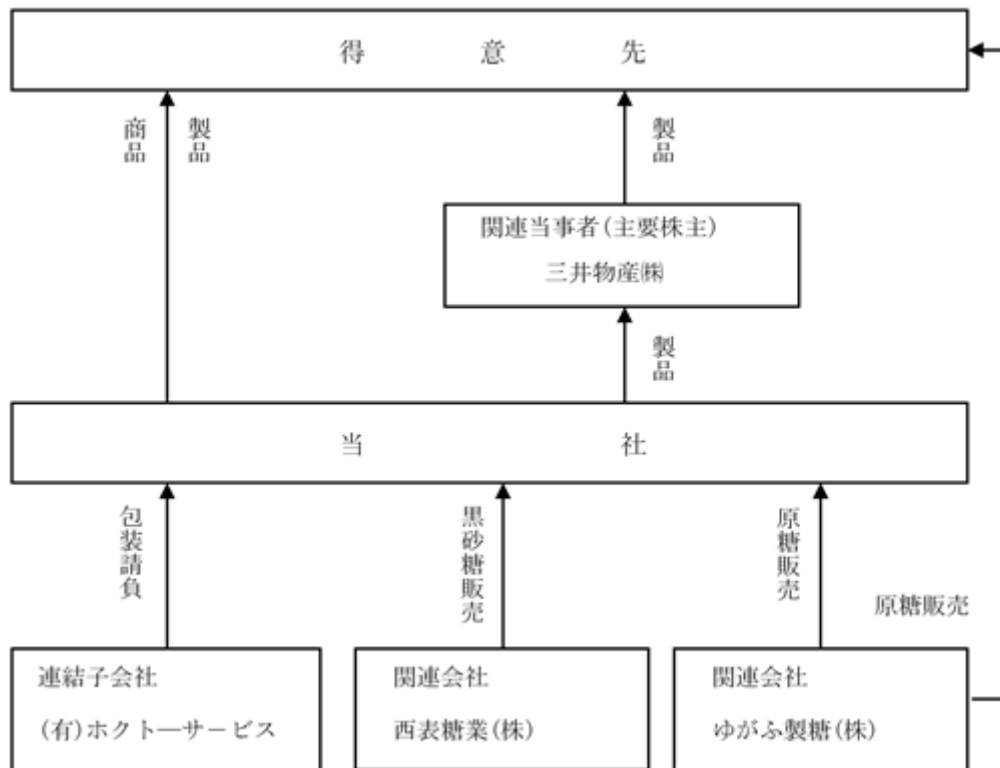 得意先
商品
製品
製品
関連当事者(主要株主)
三井物産㈱
製品
当社
包装請負
黒砂糖販売
原糖販売
原糖販売
連結子会社
(有)ホクト―サービス
関連会社
西表糖業(株)
関連会社
ゆがふ製糖(株)